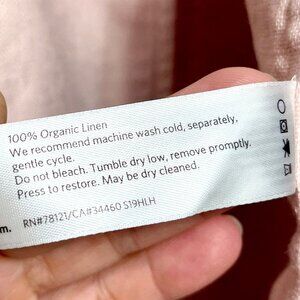 100% Organic Linen
We recommend machine wash cold, separately,
gentle cycle.
Do not bleach. Tumble dry low, remove promptly.
Press to restore. May be dry cleaned.
m. RN#78121/CA#34460 S19HLH